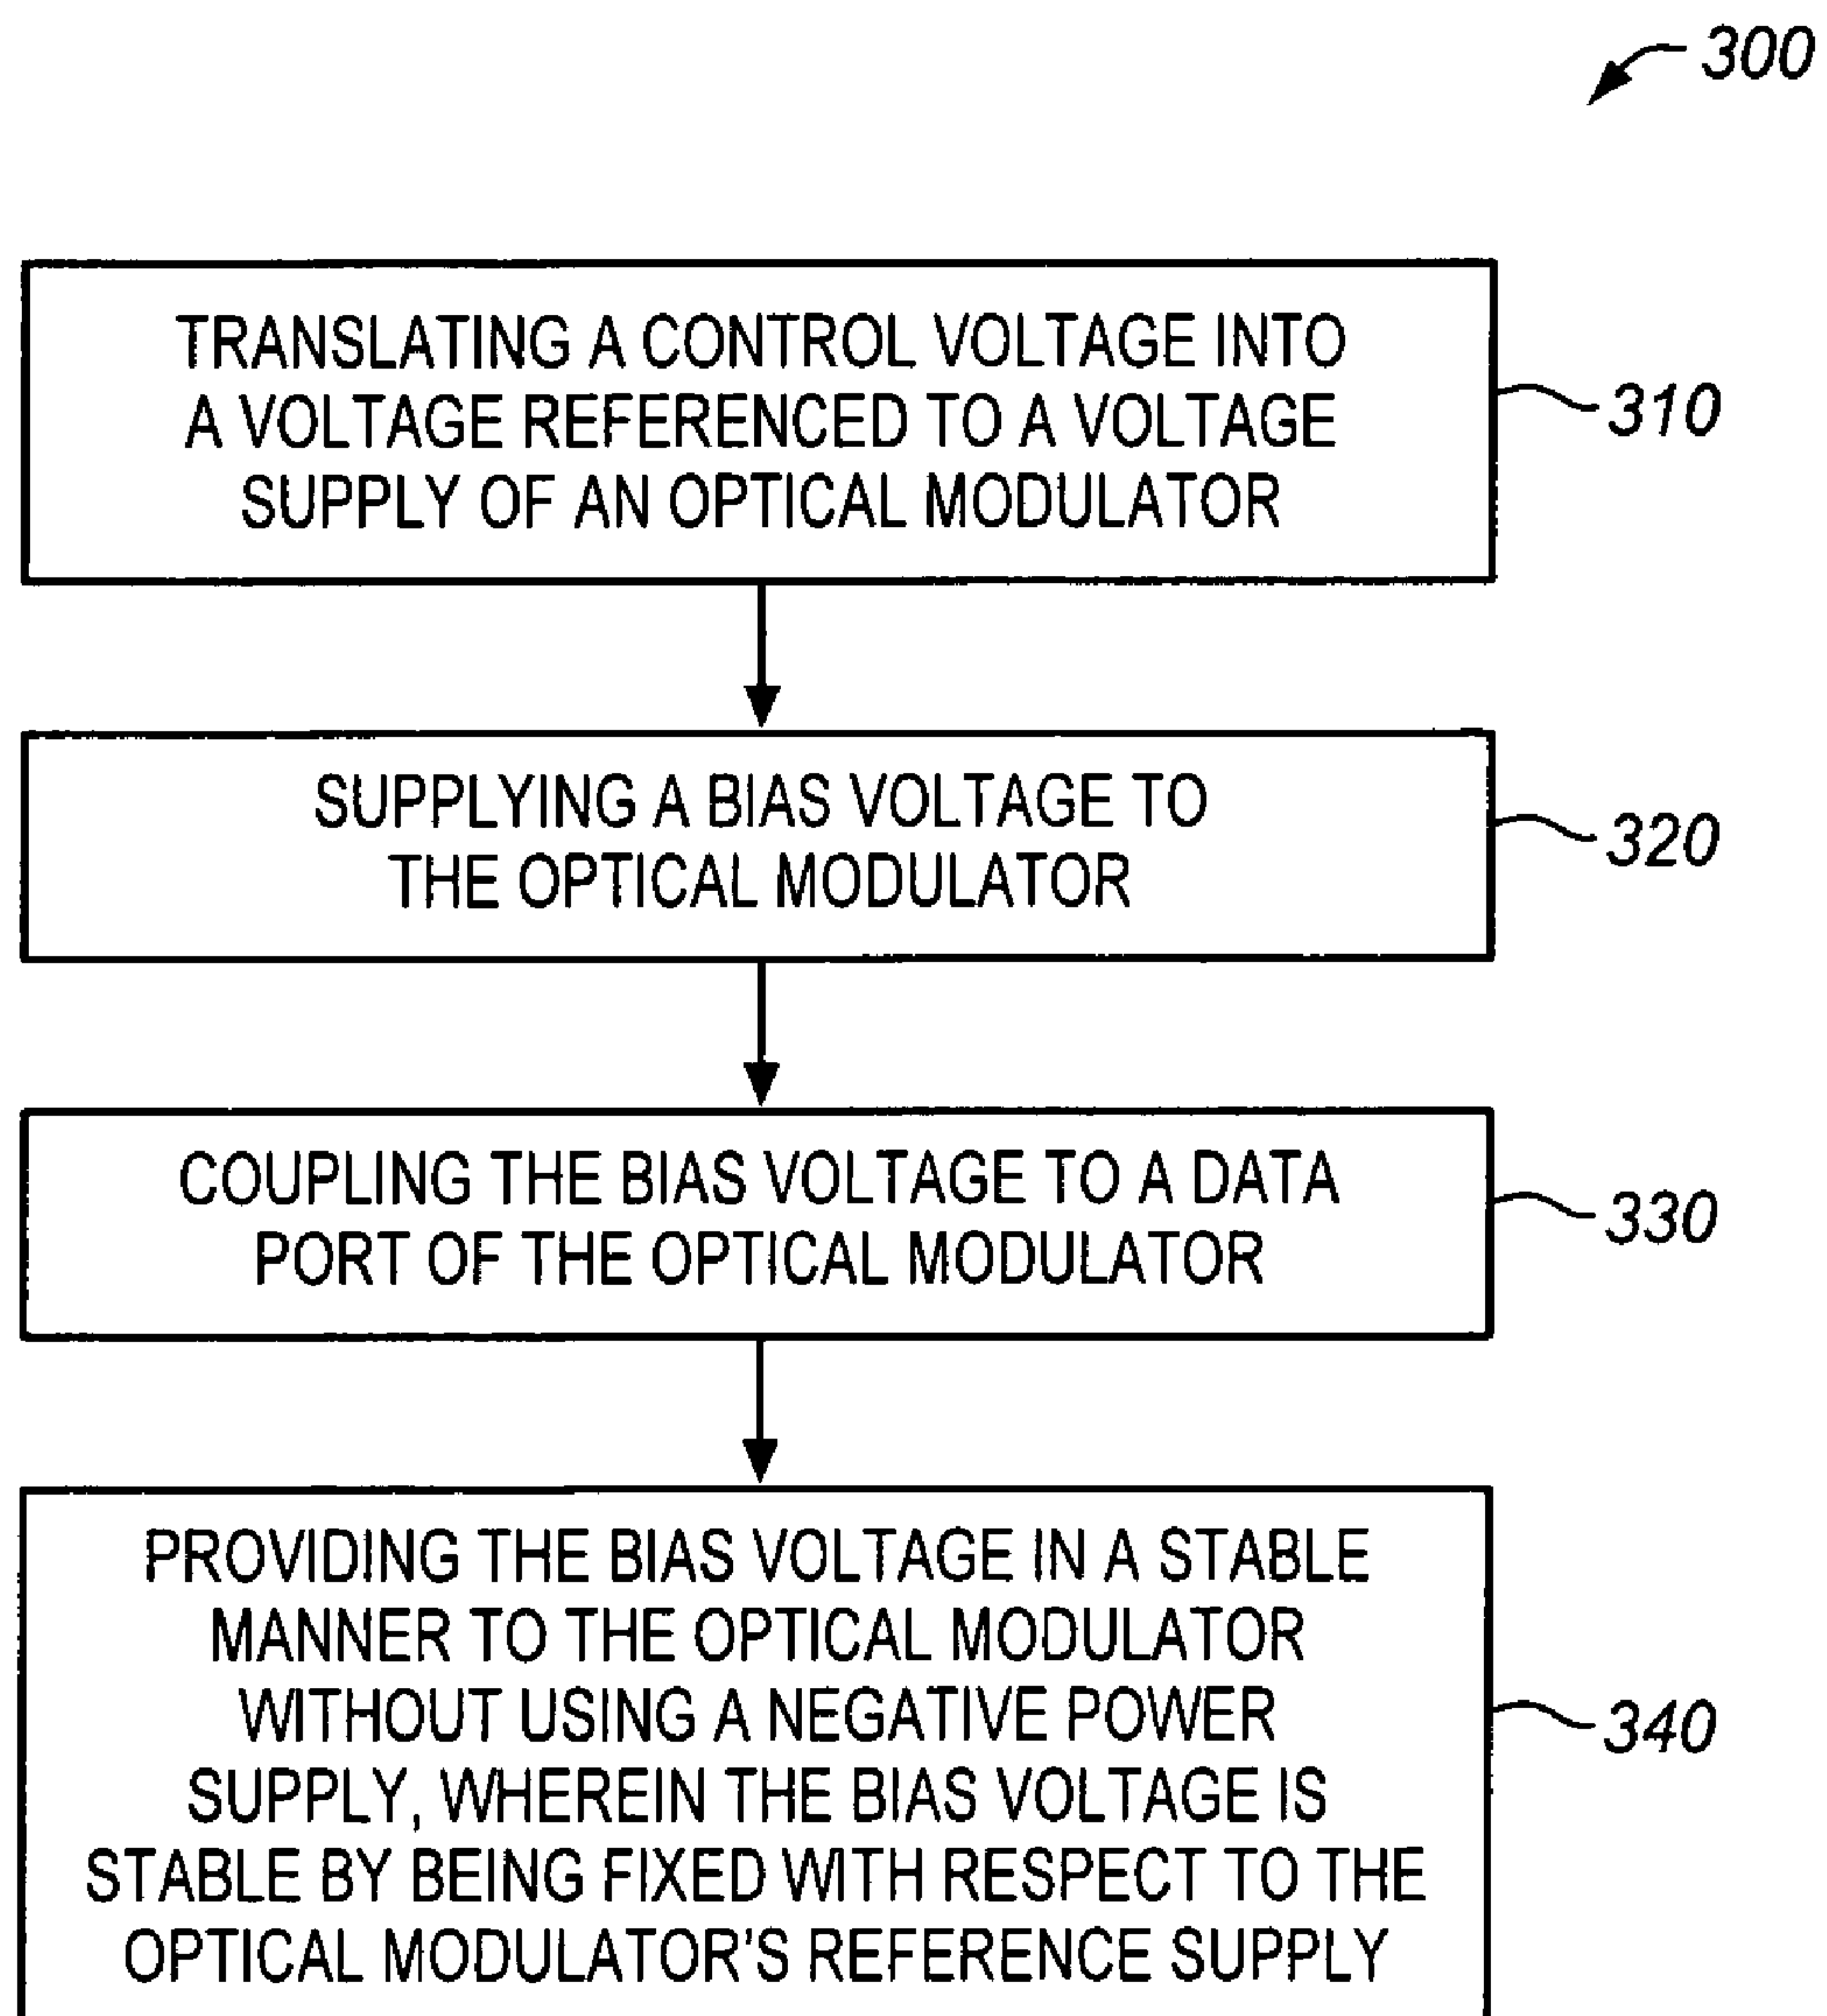 300
TRANSLATING A CONTROL VOLTAGE INTO
A VOLTAGE REFERENCED TO A VOLTAGE
SUPPLY OF AN OPTICAL MODULATOR
310
SUPPLYING A BIAS VOLTAGE TO
THE OPTICAL MODULATOR
320
COUPLING THE BIAS VOLTAGE TO A DATA
PORT OF THE OPTICAL MODULATOR
330
PROVIDING THE BIAS VOLTAGE IN A STABLE
MANNER TO THE OPTICAL MODULATOR
WITHOUT USING A NEGATIVE POWER
SUPPLY, WHEREIN THE BIAS VOLTAGE IS
STABLE BY BEING FIXED WITH RESPECT TO THE
OPTICAL MODULATOR'S REFERENCE SUPPLY
340